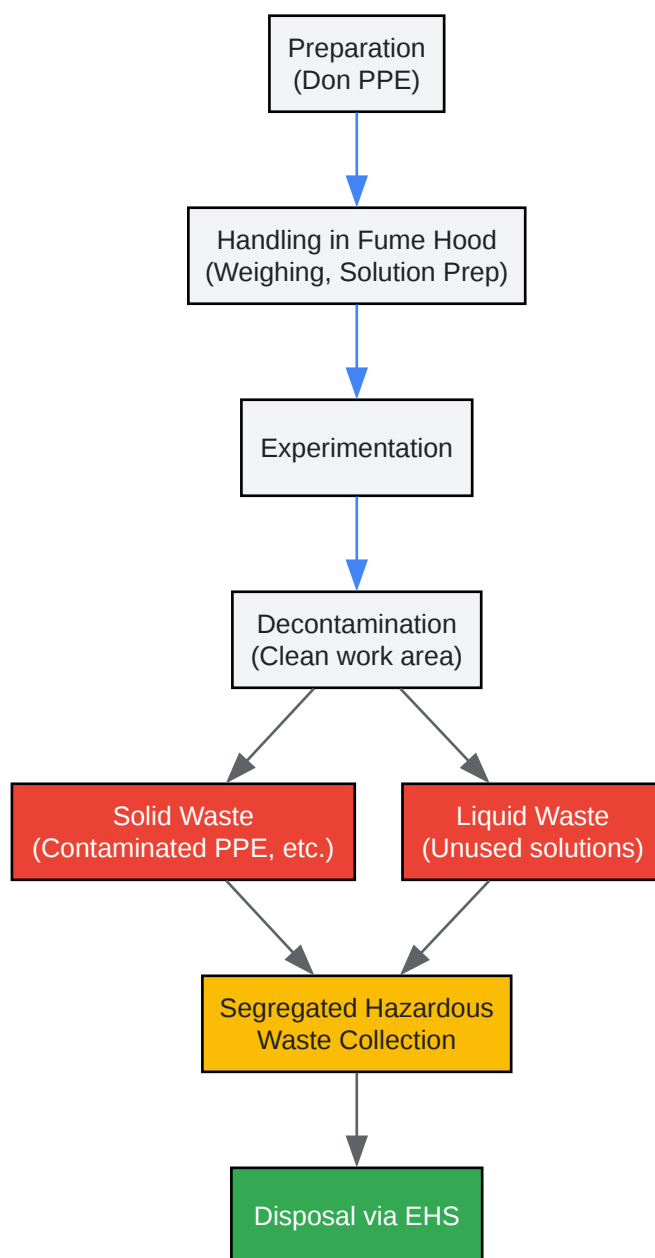 Preparation
(Don PPE)
Handling in Fume Hood
(Weighing, Solution Prep)
Experimentation
Decontamination
(Clean work area)
Solid Waste
(Contaminated PPE, etc.)
Liquid Waste
(Unused solutions)
Segregated Hazardous
Waste Collection
Disposal via EHS